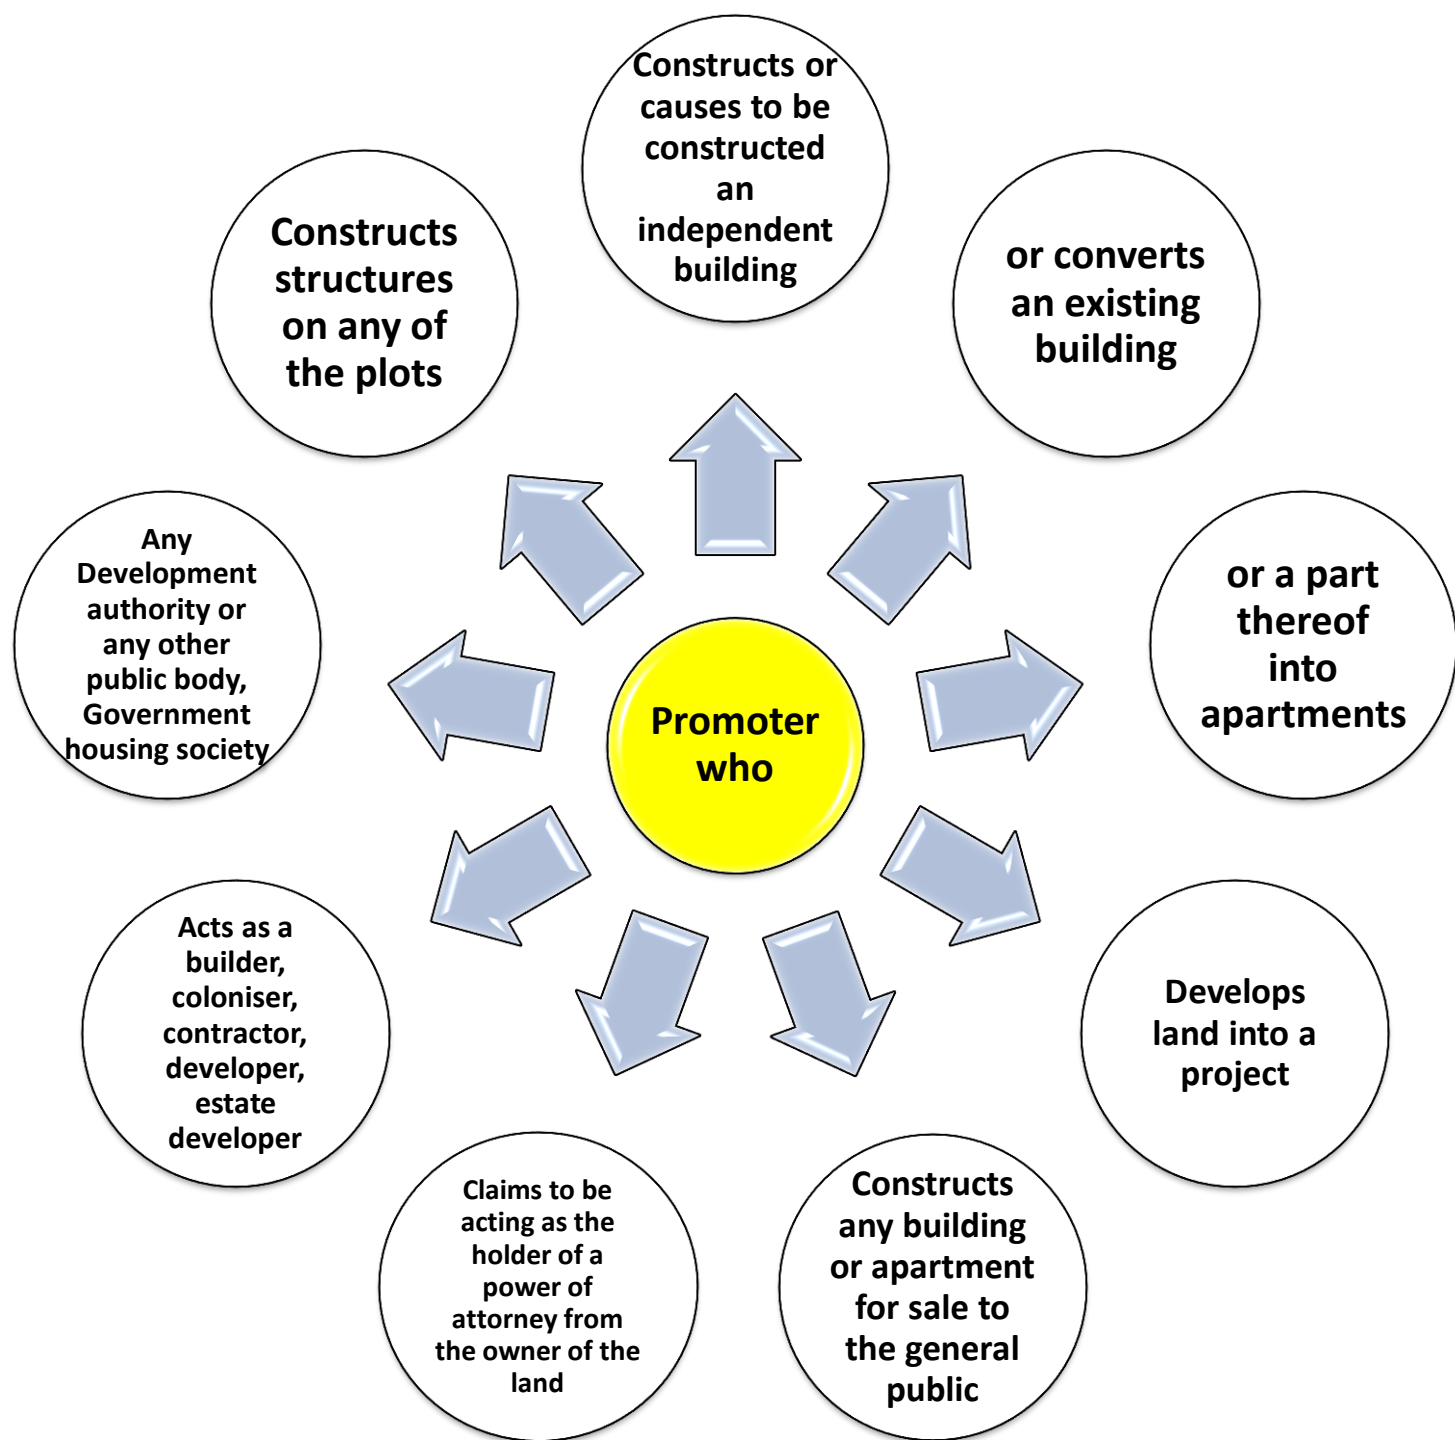 Promoter
who
Constructs or
causes to be
constructed
an
independent
building
or converts
an existing
building
or a part
thereof
into
apartments
Develops
land into a
project
Constructs
any building
or apartment
for sale to
the general
public
Claims to be
acting as the
holder of a
power of
attorney from
the owner of the
land
Acts as a
builder,
coloniser,
contractor,
developer,
estate
developer
Any
Development
authority or
any other
public body,
Government
housing society
Constructs
structures
on any of
the plots